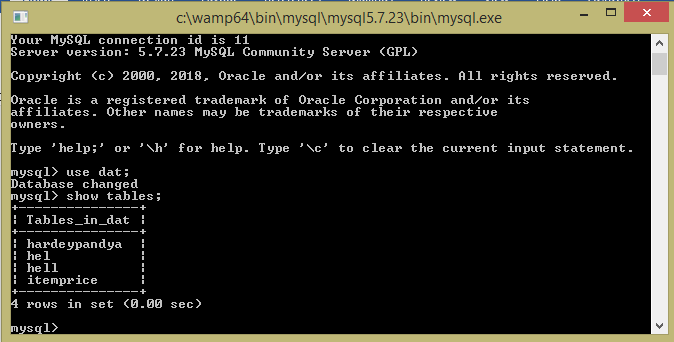 c:\wamp64\bin\mysql\mysql5.7.23\bin\mysql.exe
Your MySQL connection id is 11
Server version: 5.7.23 MySQL Community Server (GPL)
Copyright (c) 2000, 2018, Oracle and/or its affiliates. All rights reserved.
Oracle is a registered trademark of Oracle Corporation and/or its
affiliates. Other names may be trademarks of their respective
owners.
Type 'help;' or '\h' for help. Type '\c' to clear the current input statement.
mysql> use dat;
Database changed
mysql> show tables;
+---------------+
| Tables_in_dat |
+---------------+
| hardeypandya  |
| hel           |
| hell          |
| itemprice     |
+---------------+
4 rows in set (0.00 sec)
mysql>